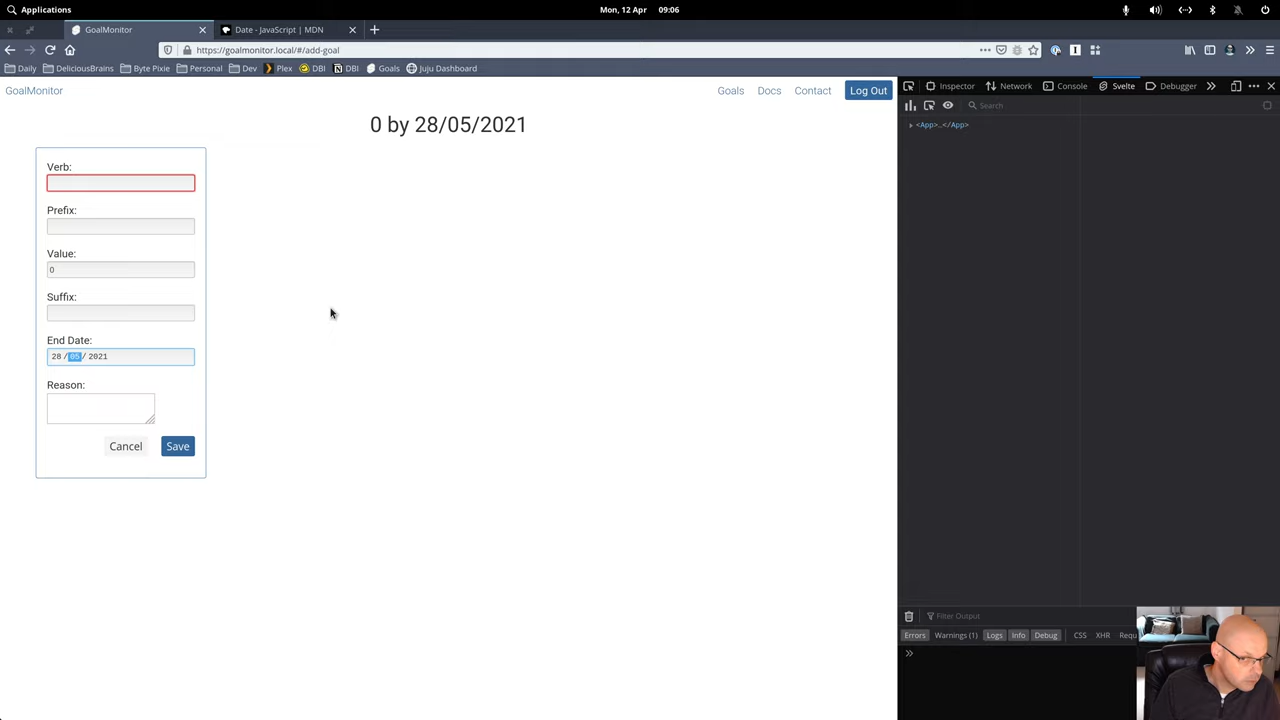 Applications
Mon, 12 Apr 09:06
GoalMonitor
Date - JavaScript | MDN
https://goalmonitor.local/#/add-goal
Daily DeliciousBrains Byte Pixie Personal Dev Plex DBI DBI Goals Juju Dashboard
GoalMonitor Goals Docs Contact Log Out
0 by 28/05/2021
Verb:
Prefix:
Value:
0
Suffix:
End Date:
28 / 05 / 2021
Reason:
Cancel Save
Inspector Network Console Svelte Debugger
Search
<App>…</App>
Filter Output
Errors Warnings (1) Logs Info Debug CSS XHR Requ